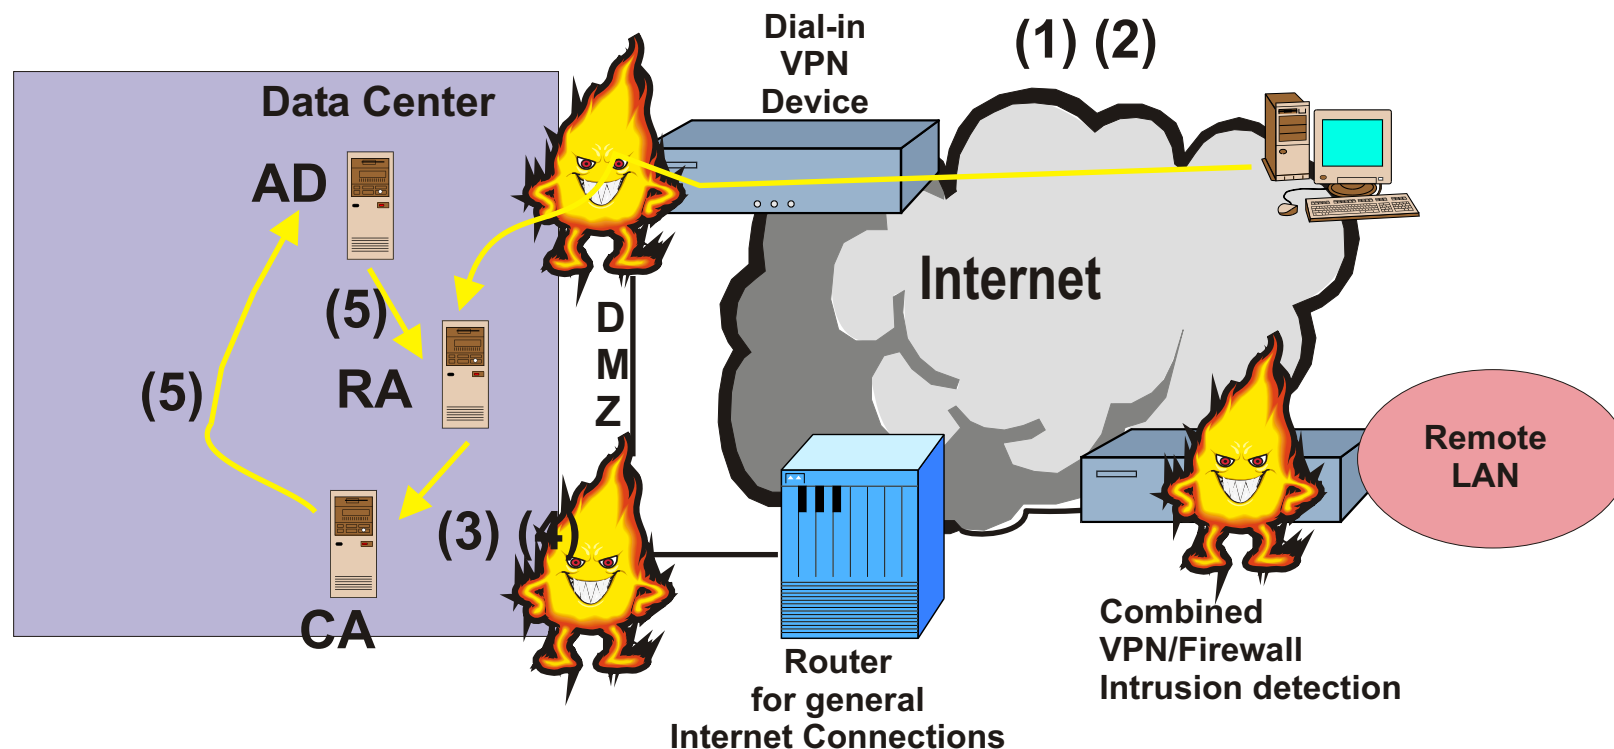 Dial-in
VPN
Device
(1) (2)
Data Center
AD
(5)
RA
(5)
(3) (4)
CA
D
M
Z
Internet
Remote
LAN
Router
for general
Internet Connections
Combined
VPN/Firewall
Intrusion detection